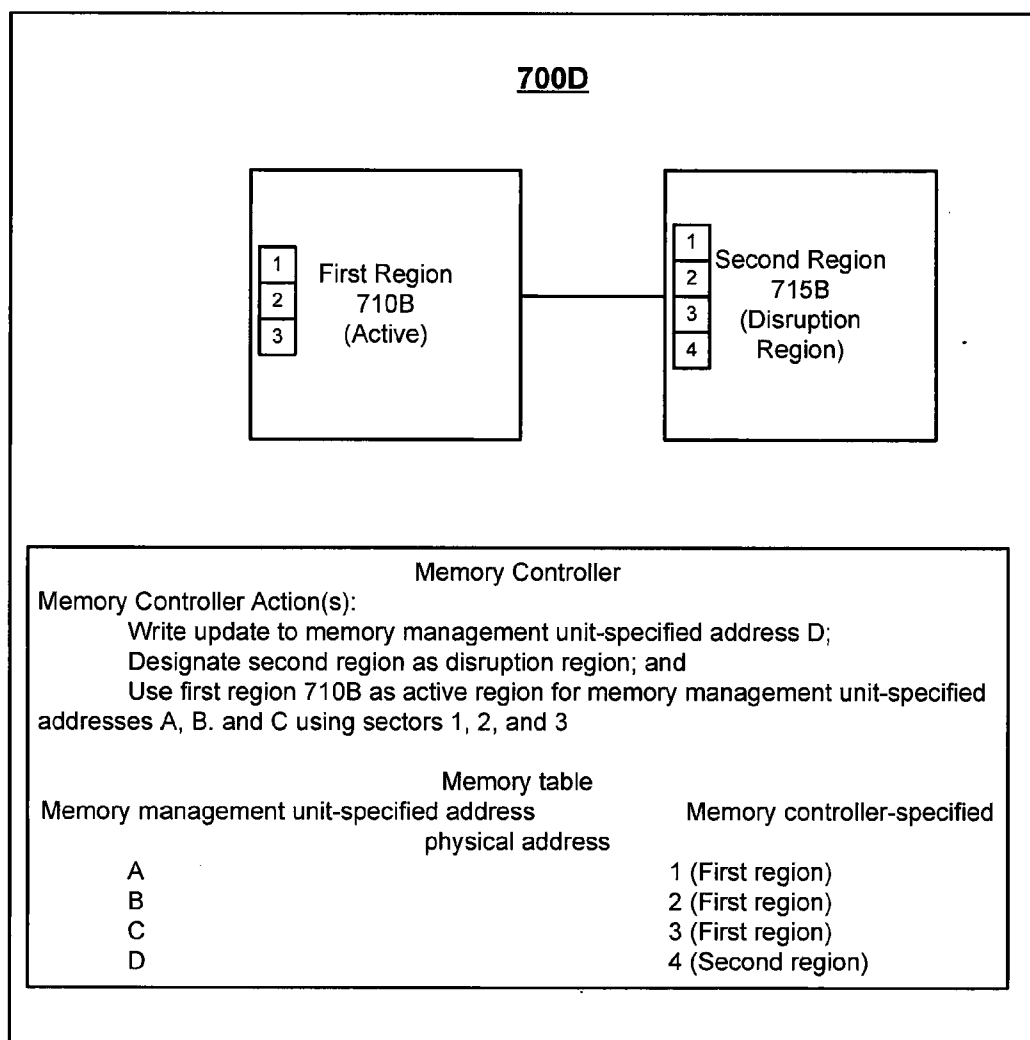 700D
1
2
3
First Region
710B
(Active)
1
2
3
4
Second Region
715B
(Disruption
Region)
Memory Controller
Memory Controller Action(s):
Write update to memory management unit-specified address D;
Designate second region as disruption region; and
Use first region 710B as active region for memory management unit-specified
addresses A, B. and C using sectors 1, 2, and 3
Memory table
Memory management unit-specified address Memory controller-specified
physical address
A 1 (First region)
B 2 (First region)
C 3 (First region)
D 4 (Second region)